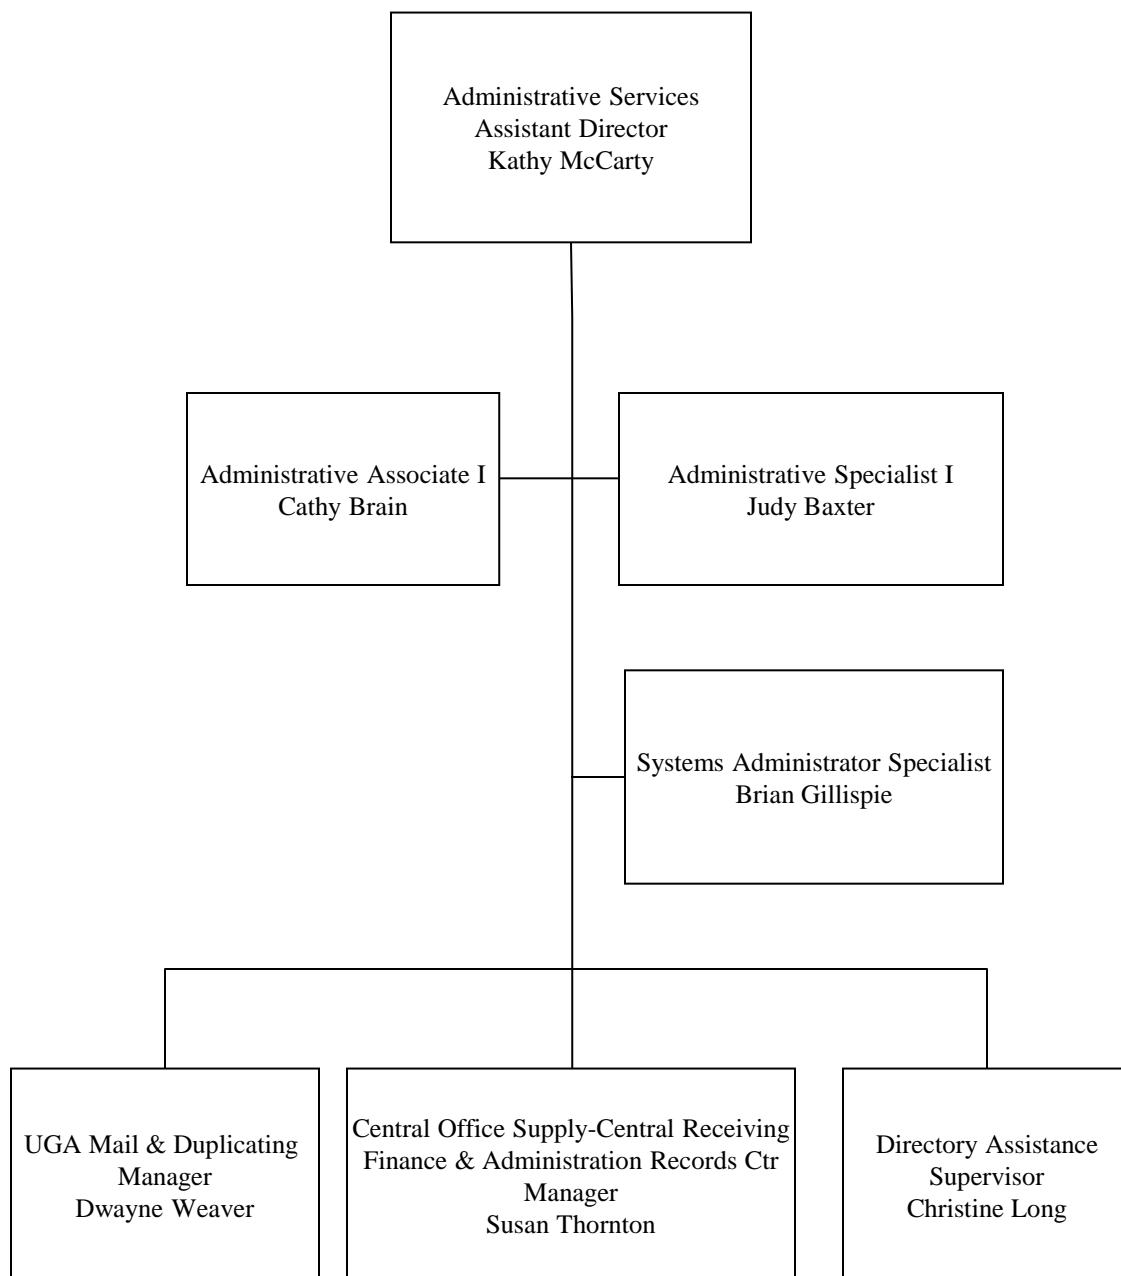 Administrative Services
Assistant Director
Kathy McCarty
Administrative Associate I
Cathy Brain
Administrative Specialist I
Judy Baxter
Systems Administrator Specialist
Brian Gillispie
UGA Mail & Duplicating
Manager
Dwayne Weaver
Central Office Supply-Central Receiving
Finance & Administration Records Ctr
Manager
Susan Thornton
Directory Assistance
Supervisor
Christine Long